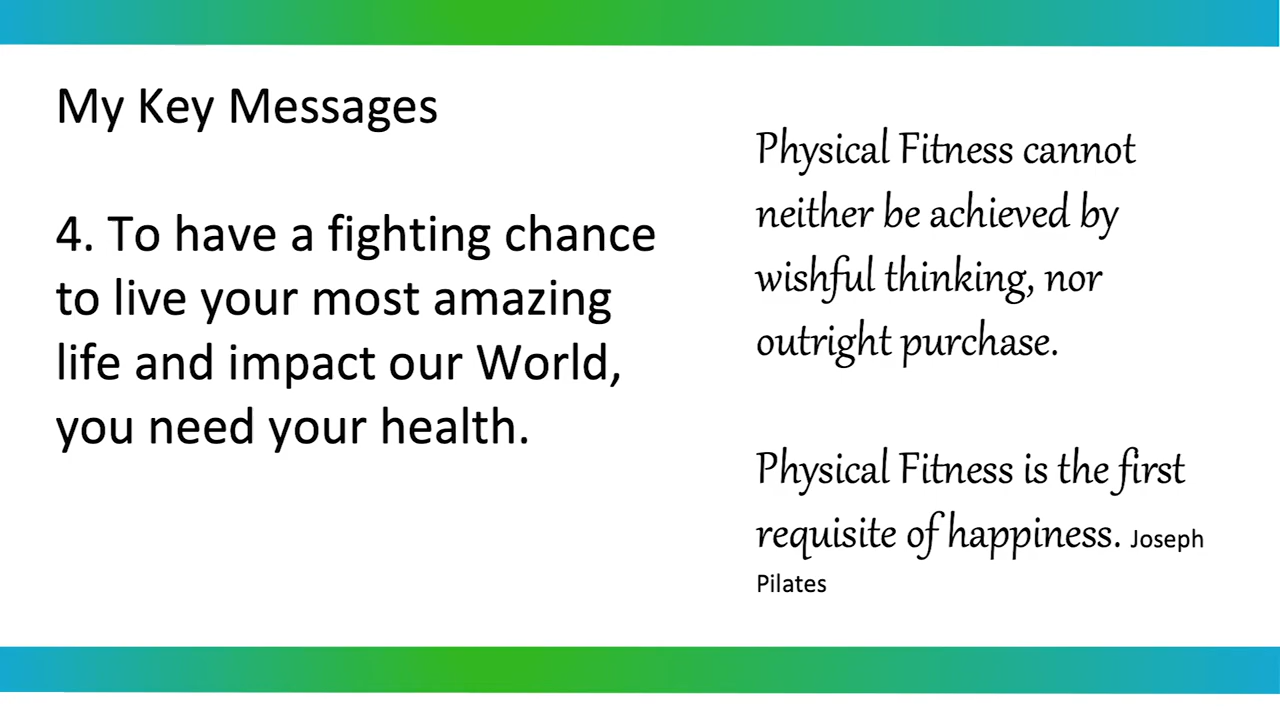 My Key Messages
4. To have a fighting chance
to live your most amazing
life and impact our World,
you need your health.
Physical Fitness cannot
neither be achieved by
wishful thinking, nor
outright purchase.
Physical Fitness is the first
requisite of happiness. Joseph
Pilates